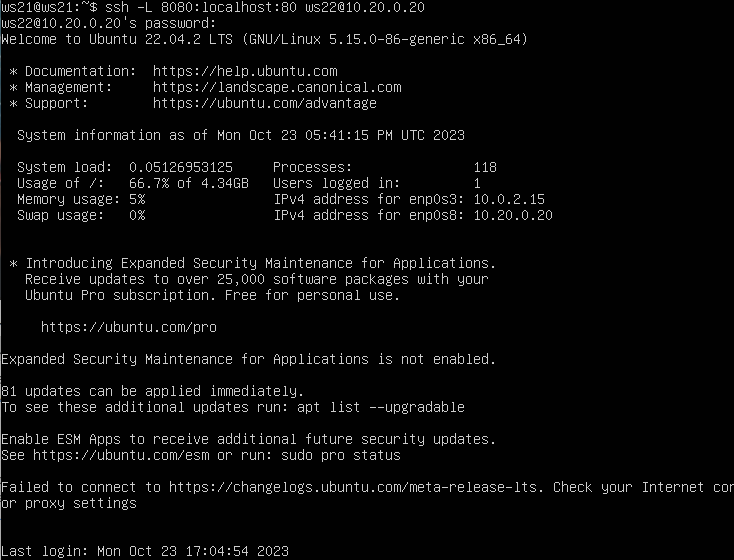 ws21@ws21:~$ ssh -L 8080:localhost:80 ws22@10.20.0.20
ws22@10.20.0.20's password:
Welcome to Ubuntu 22.04.2 LTS (GNU/Linux 5.15.0-86-generic x86_64)
* Documentation:  https://help.ubuntu.com
* Management:     https://landscape.canonical.com
* Support:        https://ubuntu.com/advantage
System information as of Mon Oct 23 05:41:15 PM UTC 2023
System load:  0.05126953125     Processes:               118
Usage of /:   66.7% of 4.34GB   Users logged in:         1
Memory usage: 5%                IPv4 address for enp0s3: 10.0.2.15
Swap usage:   0%                IPv4 address for enp0s8: 10.20.0.20
* Introducing Expanded Security Maintenance for Applications.
Receive updates to over 25,000 software packages with your
Ubuntu Pro subscription. Free for personal use.
https://ubuntu.com/pro
Expanded Security Maintenance for Applications is not enabled.
81 updates can be applied immediately.
To see these additional updates run: apt list --upgradable
Enable ESM Apps to receive additional future security updates.
See https://ubuntu.com/esm or run: sudo pro status
Failed to connect to https://changelogs.ubuntu.com/meta-release-lts. Check your Internet con
or proxy settings
Last login: Mon Oct 23 17:04:54 2023